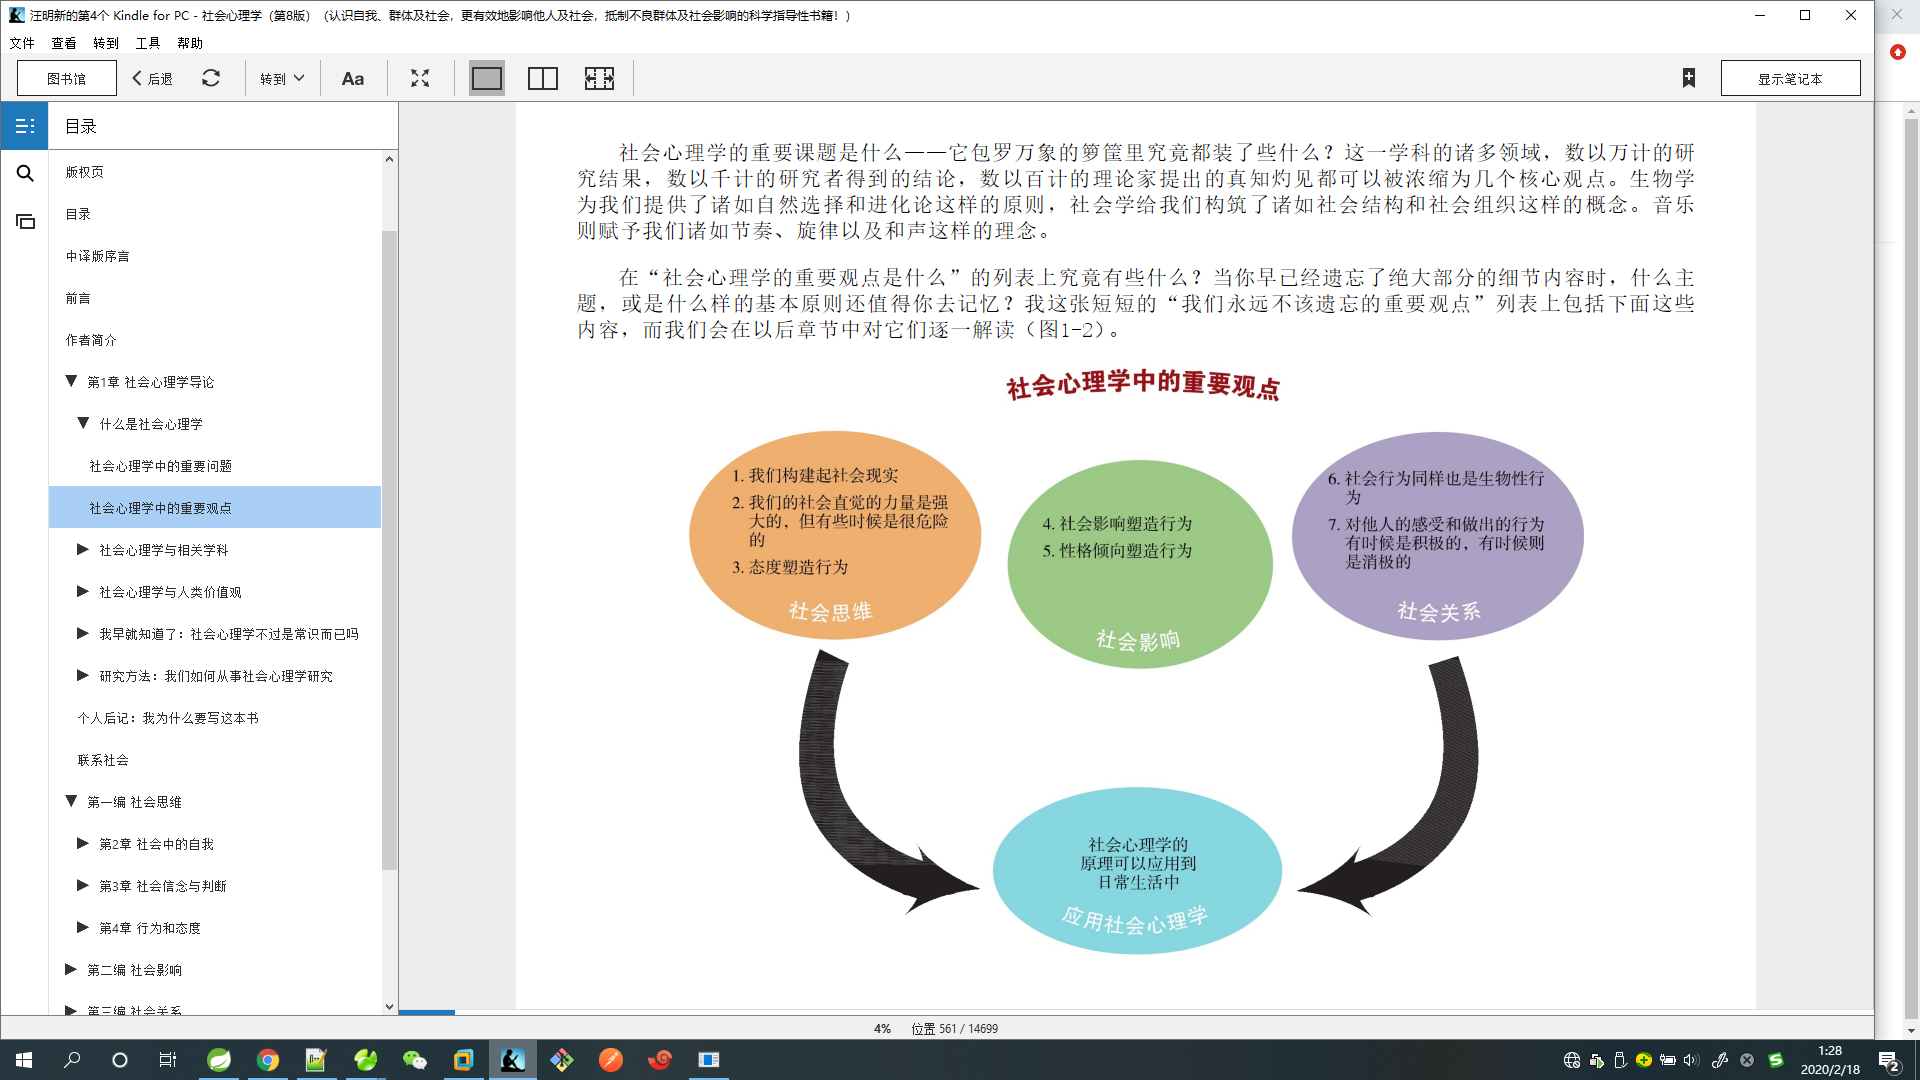 汪明新的第4个 Kindle for PC - 社会心理学（第8版）（认识自我、群体及社会，更有效地影响他人及社会，抵制不良群体及社会影响的科学指导性书籍！）
文件 查看 转到 工具 帮助
图书馆
后退
转到
Aa
显示笔记本
目录
版权页
目录
中译版序言
前言
作者简介
第1章 社会心理学导论
什么是社会心理学
社会心理学中的重要问题
社会心理学中的重要观点
社会心理学与相关学科
社会心理学与人类价值观
我早就知道了：社会心理学不过是常识而已吗
研究方法：我们如何从事社会心理学研究
个人后记：我为什么要写这本书
联系社会
第一编 社会思维
第2章 社会中的自我
第3章 社会信念与判断
第4章 行为和态度
第二编 社会影响
第三编 社会关系
社会心理学的重要课题是什么——它包罗万象的箩筐里究竟都装了些什么？这一学科的诸多领域，数以万计的研
究结果，数以千计的研究者得到的结论，数以百计的理论家提出的真知灼见都可以被浓缩为几个核心观点。生物学
为我们提供了诸如自然选择和进化论这样的原则，社会学给我们构筑了诸如社会结构和社会组织这样的概念。音乐
则赋予我们诸如节奏、旋律以及和声这样的理念。
在“社会心理学的重要观点是什么”的列表上究竟有些什么？当你早已经遗忘了绝大部分的细节内容时，什么主
题，或是什么样的基本原则还值得你去记忆？我这张短短的“我们永远不该遗忘的重要观点”列表上包括下面这些
内容，而我们会在以后章节中对它们逐一解读（图1-2）。
社会心理学中的重要观点
1. 我们构建起社会现实
2. 我们的社会直觉的力量是强
大的，但有些时候是很危险
的
3. 态度塑造行为
社会思维
4. 社会影响塑造行为
5. 性格倾向塑造行为
社会影响
6. 社会行为同样也是生物性行
为
7. 对他人的感受和做出的行为
有时候是积极的，有时候则
是消极的
社会关系
社会心理学的
原理可以应用到
日常生活中
应用社会心理学
4% 位置 561 / 14699
1:28
2020/2/18
2